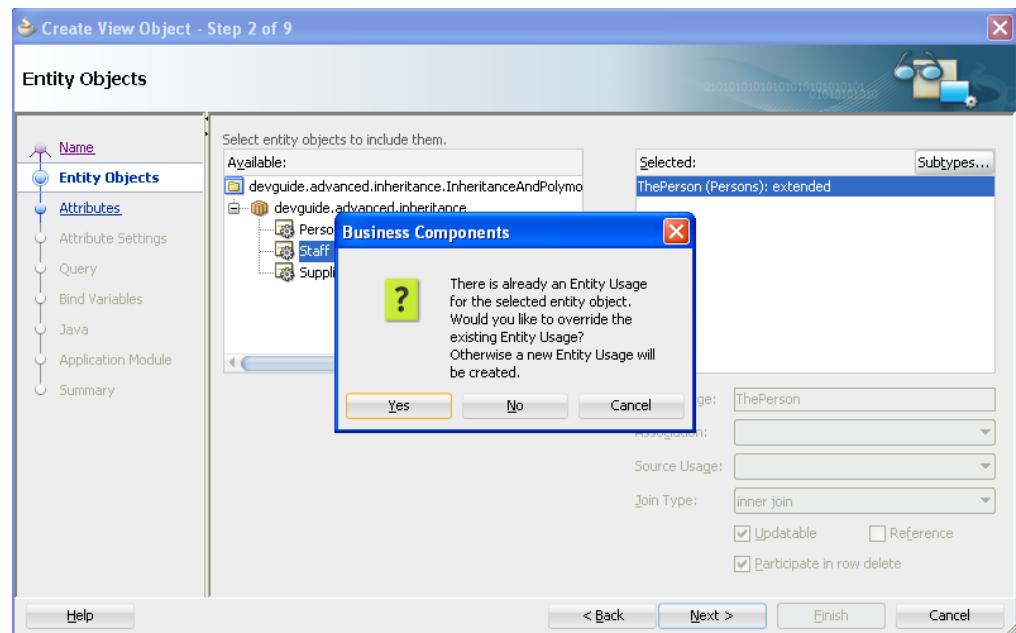 Create View Object - Step 2 of 9
Entity Objects
Name
Entity Objects
Attributes
Attribute Settings
Query
Bind Variables
Java
Application Module
Summary
Select entity objects to include them.
Available:
devguide.advanced.inheritance.InheritanceAndPolymo
devguide.advanced.inheritance
Perso
Staff
Suppli
Selected:
Subtypes...
ThePerson (Persons): extended
Business Components
?
There is already an Entity Usage
for the selected entity object.
Would you like to override the
existing Entity Usage?
Otherwise a new Entity Usage will
be created.
Yes
No
Cancel
ge:
ThePerson
Association:
Source Usage:
Join Type:
inner join
Updatable
Reference
Participate in row delete
Help
< Back
Next >
Finish
Cancel